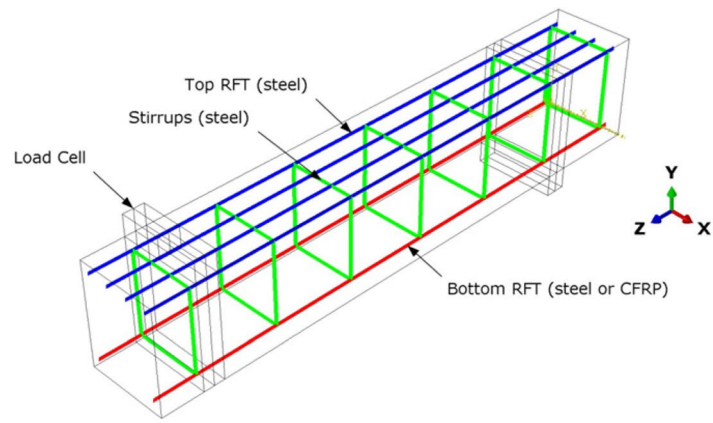 Top RFT (steel)
Stirrups (steel)
Load Cell
Y
Z X
Bottom RFT (steel or CFRP)